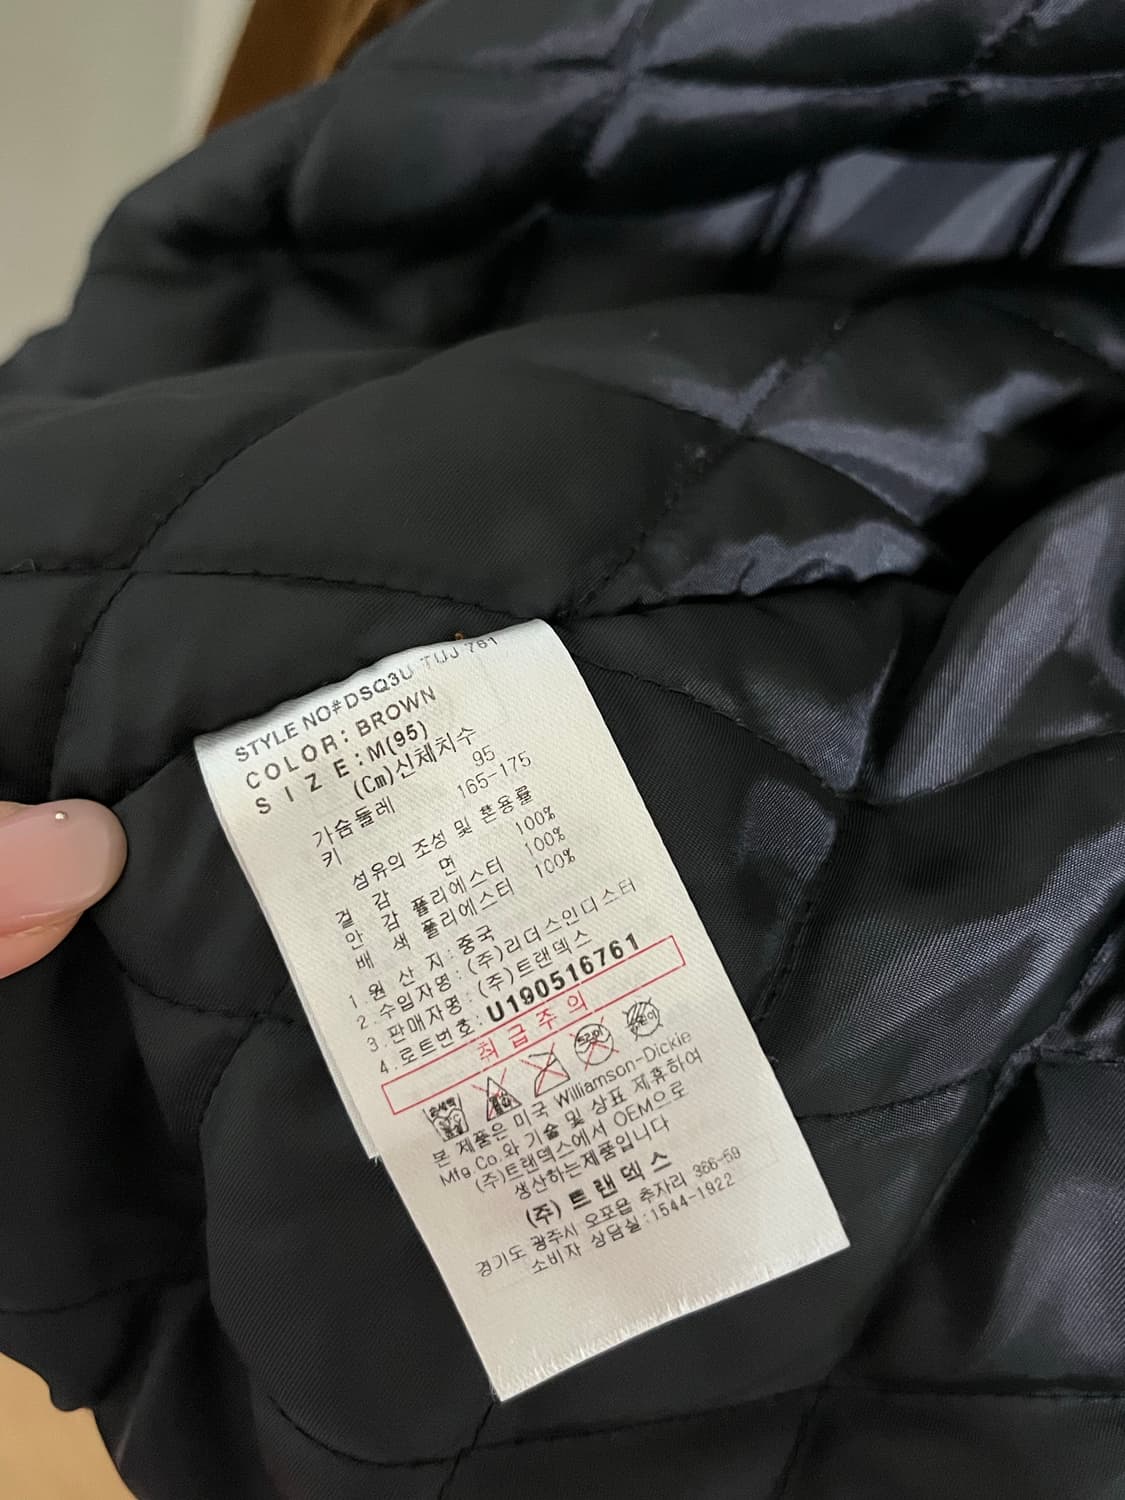 STYLE NO#DSQ3U TUJ 761
COLOR: BROWN
SIZE:M(95)
(Cm)신체치수
가슴둘레 95
키 165-175
섬유의 조성 및 혼용률
겉감 면 100%
안감 폴리에스터 100%
배색 폴리에스터 100%
1.원산지:중국
2.수입자명:(주)리더스인디스터
3.판매자명:(주)트랜덱스
4.로트번호:U190516761
취급주의
손세탁
드라이
본 제품은 미국 Williamson-Dickie
Mfg Co.와 기술 및 상표 제휴하여
(주)트랜덱스에서 OEM으로
생산하는제품입니다
(주)트랜덱스
경기도 광주시 오포읍 추자리 366-59
소비자 상담실:1544-1922